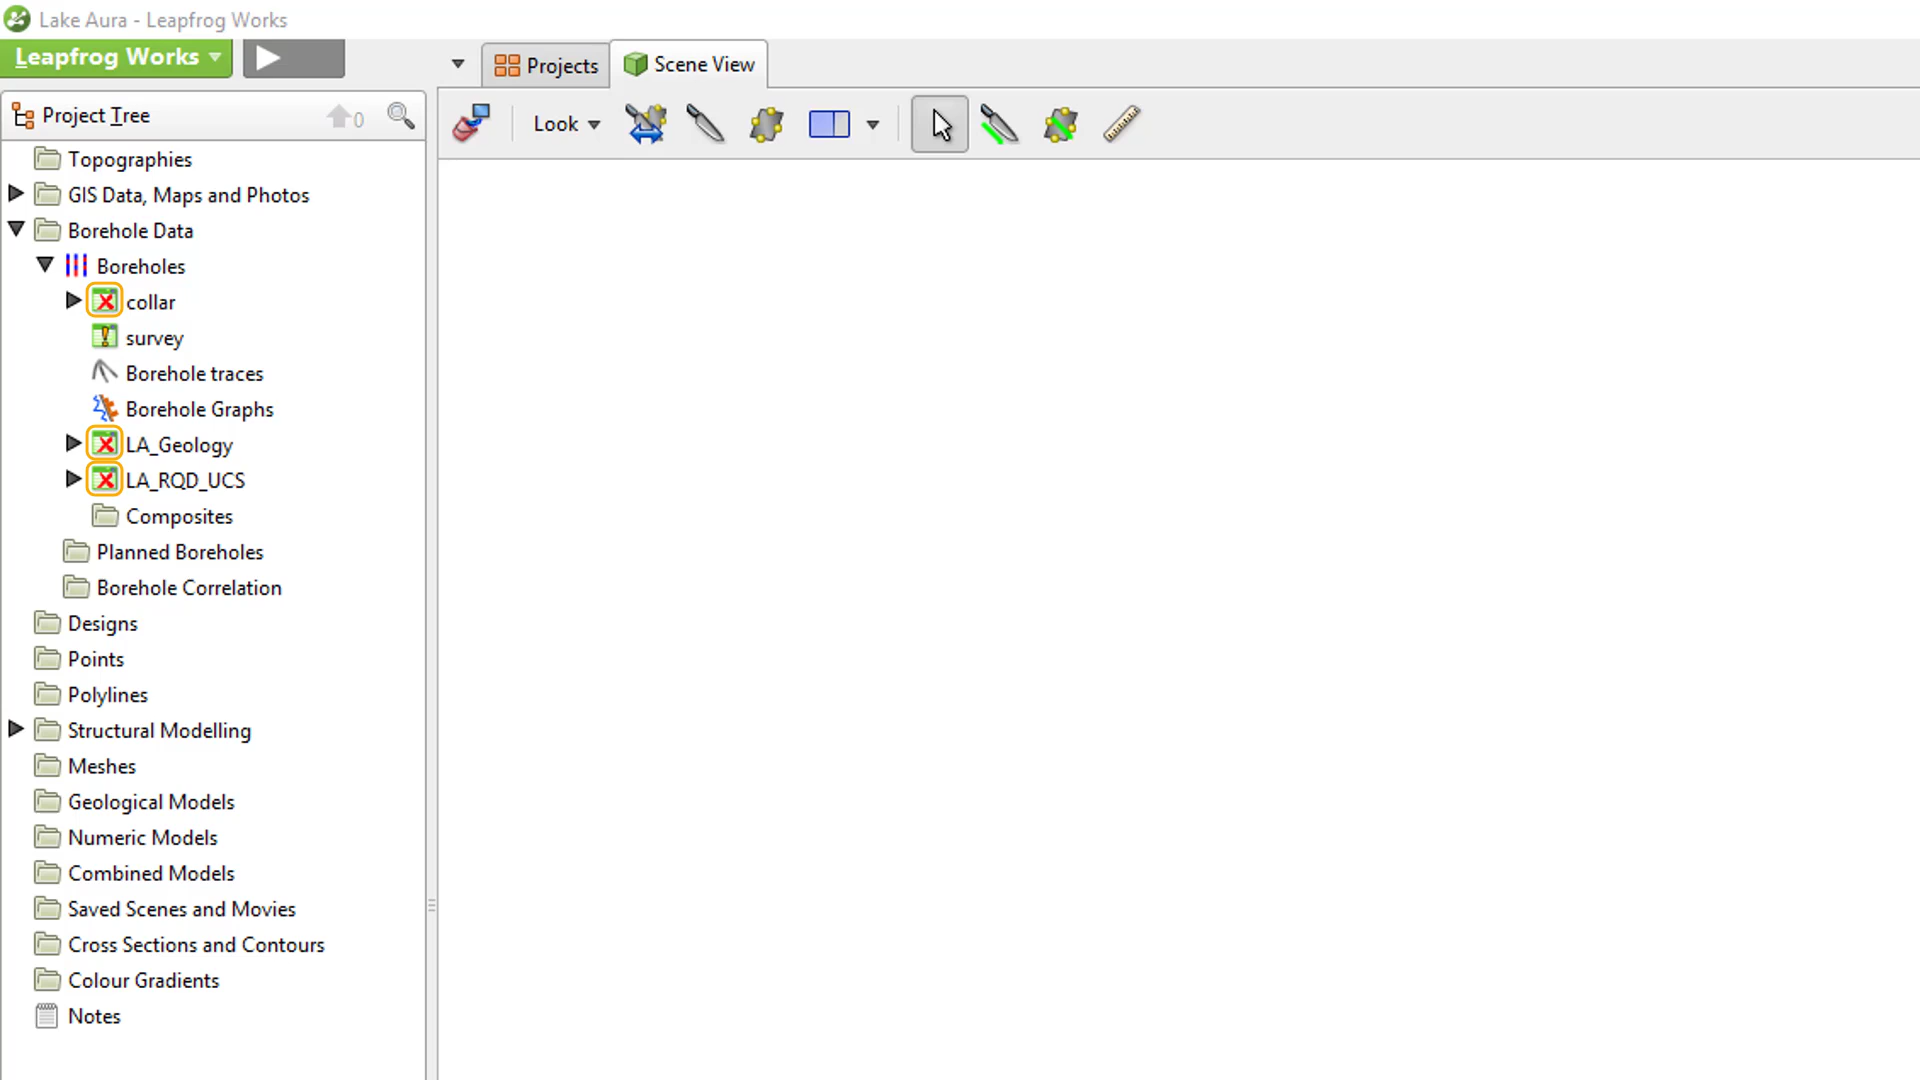 Lake Aura - Leapfrog Works
Leapfrog Works
Projects
Scene View
Project Tree
0
Look
Topographies
GIS Data, Maps and Photos
Borehole Data
Boreholes
collar
survey
Borehole traces
Borehole Graphs
LA_Geology
LA_RQD_UCS
Composites
Planned Boreholes
Borehole Correlation
Designs
Points
Polylines
Structural Modelling
Meshes
Geological Models
Numeric Models
Combined Models
Saved Scenes and Movies
Cross Sections and Contours
Colour Gradients
Notes